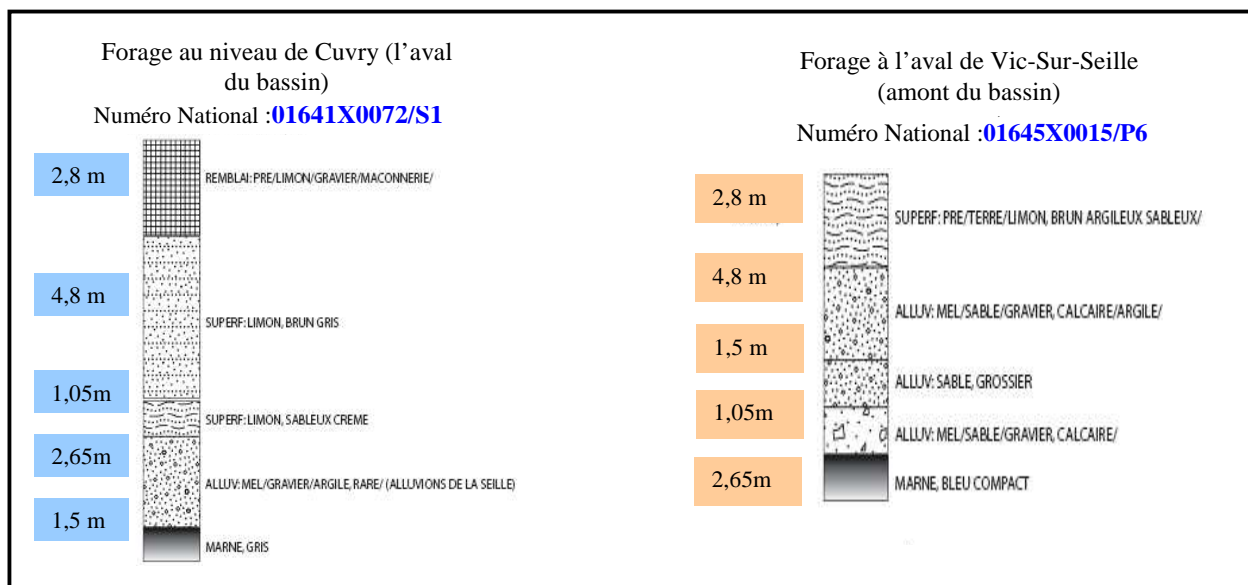 Forage au niveau de Cuvry (l'aval
du bassin)
Numéro National :01641X0072/S1
2,8 m
REMBLAI: PRE/LIMON/GRAVIER/MACONNERIE/
4,8 m
SUPERF: LIMON, BRUN GRIS
1,05m
SUPERF: LIMON, SABLEUX CREME
2,65m
ALLUV: MEL/GRAVIER/ARGILE, RARE/ (ALLUVIONS DE LA SEILLE)
1,5 m
MARNE, GRIS
Forage à l'aval de Vic-Sur-Seille
(amont du bassin)
Numéro National :01645X0015/P6
2,8 m
SUPERF: PRE/TERRE/LIMON, BRUN ARGILEUX SABLEUX/
4,8 m
ALLUV: MEL/SABLE/GRAVIER, CALCAIRE/ARGILE/
1,5 m
ALLUV: SABLE, GROSSIER
1,05m
ALLUV: MEL/SABLE/GRAVIER, CALCAIRE/
2,65m
MARNE, BLEU COMPACT